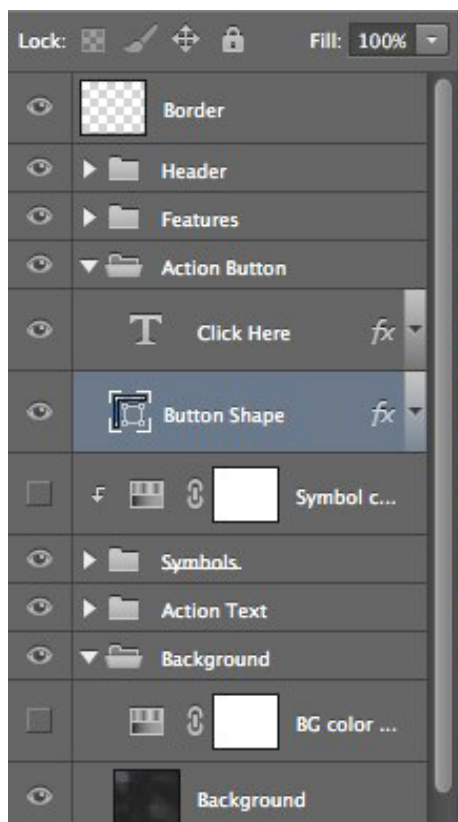 Lock: Fill: 100%
Border
Header
Features
Action Button
T Click Here fx
Button Shape fx
Symbol c...
Symbols
Action Text
Background
BG color ...
Background